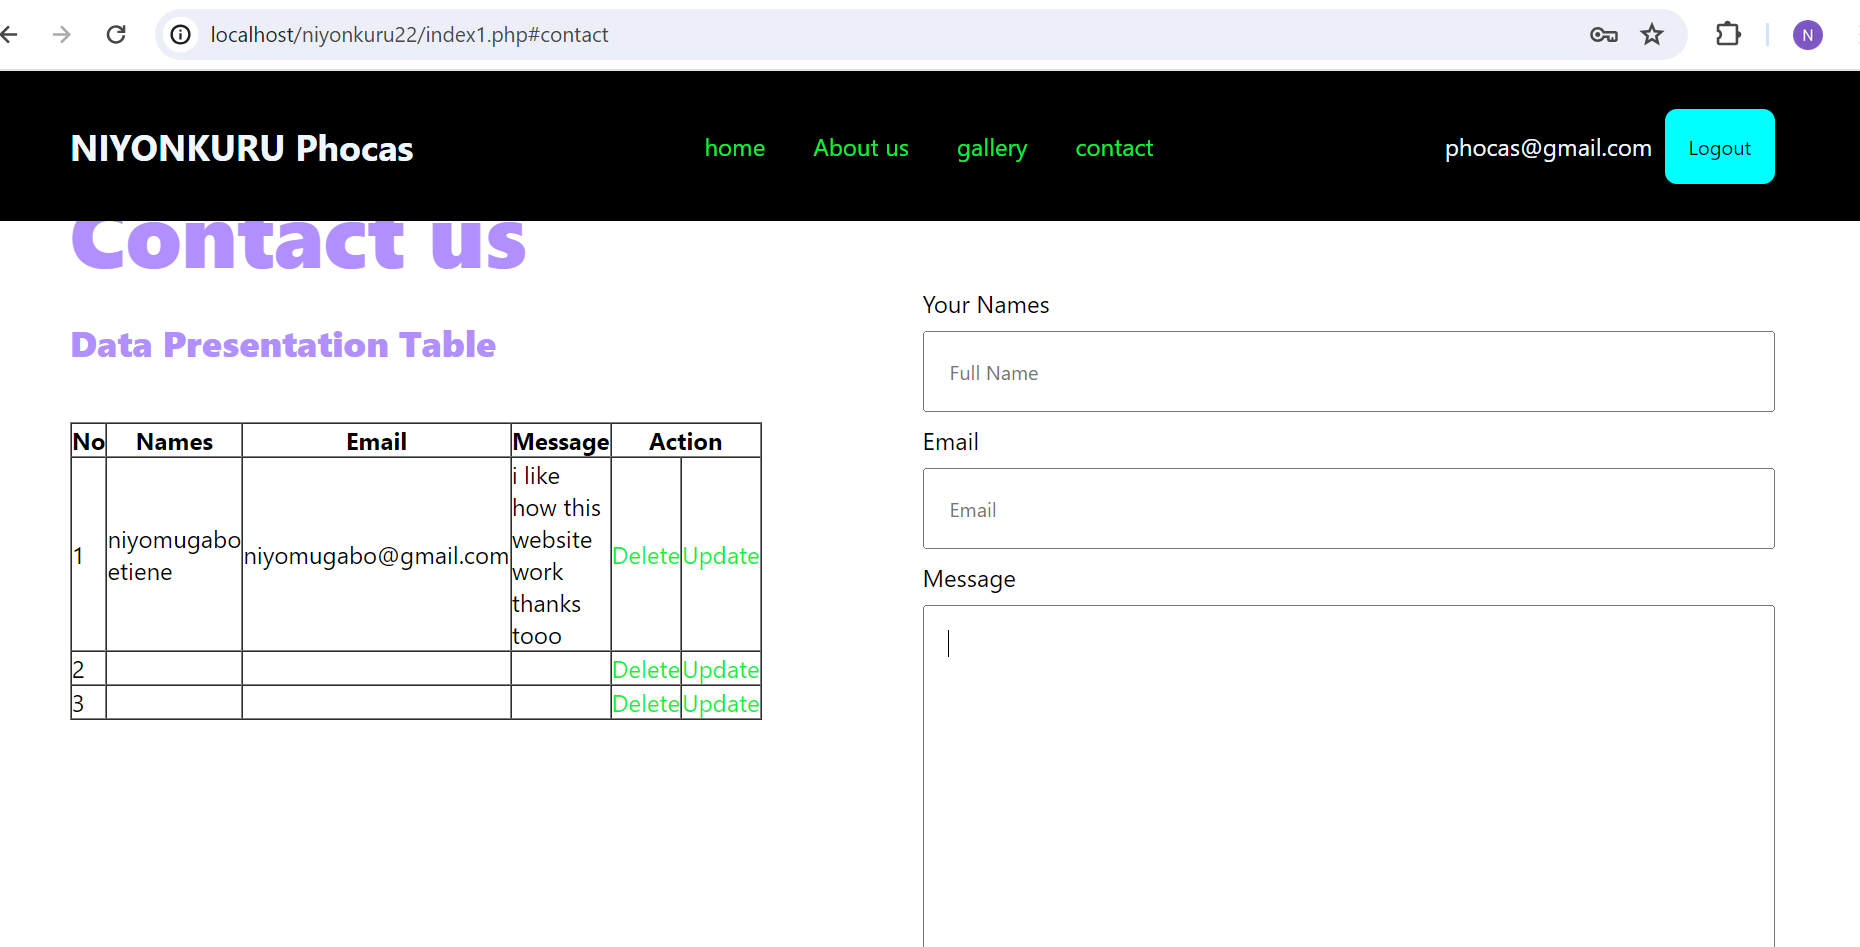 localhost/niyonkuru22/index1.php#contact
N
NIYONKURU Phocas
home About us gallery contact
phocas@gmail.com Logout
Contact us
Data Presentation Table
No Names Email Message Action
1 niyomugabo etiene niyomugabo@gmail.com i like how this website work thanks tooo Delete Update
2 Delete Update
3 Delete Update
Your Names
Full Name
Email
Email
Message